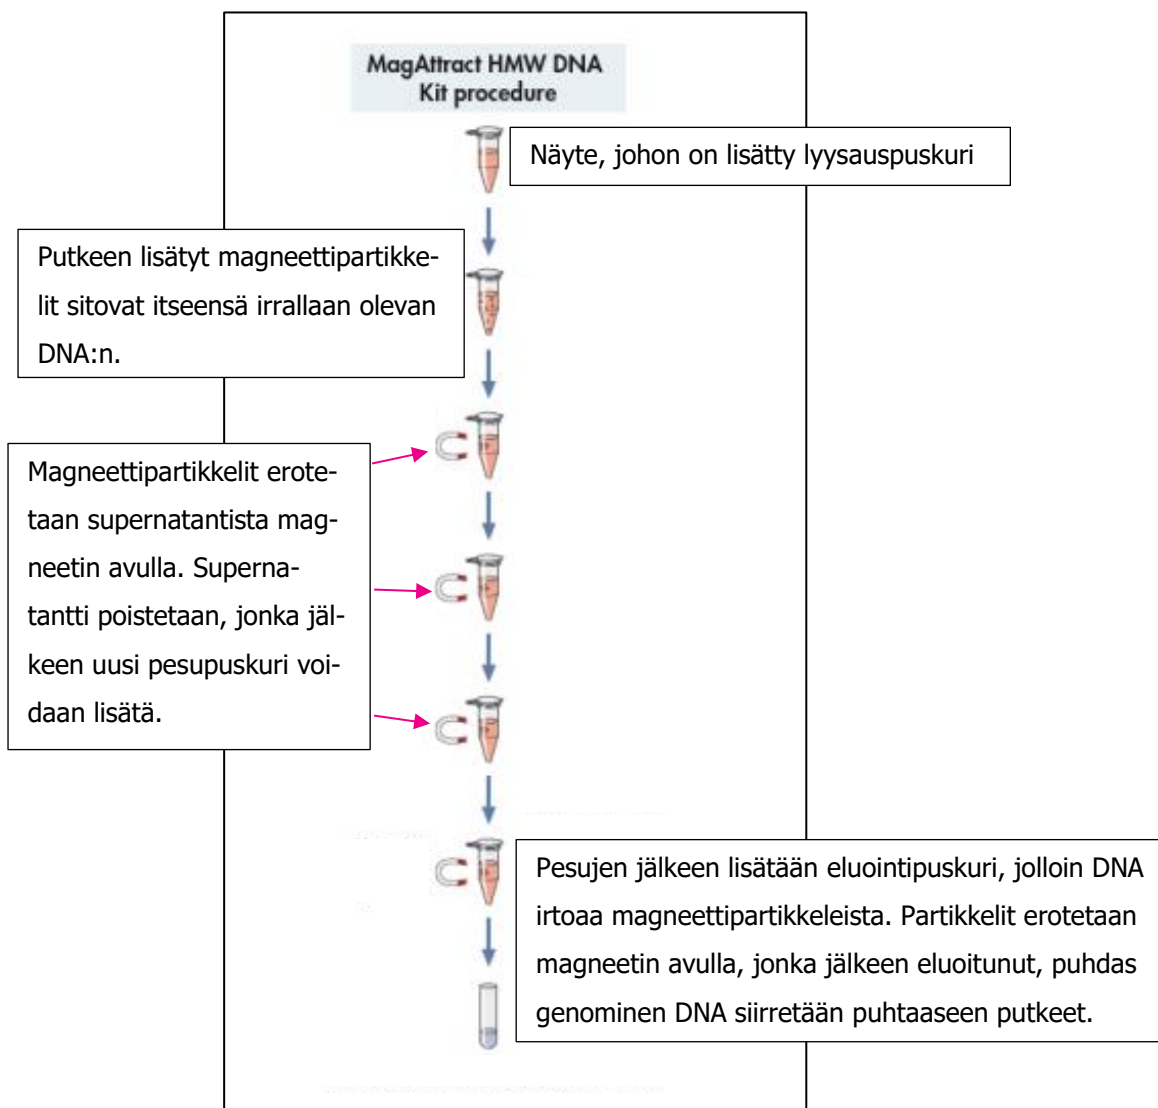 MagAttract HMW DNA
Kit procedure
Näyte, johon on lisätty lyysauspuskuri
Putkeen lisätyt magneettipartikke-
lit sitovat itseensä irrallaan olevan
DNA:n.
Magneettipartikkelit erote-
taan supernatantista mag-
neetin avulla. Superna-
tantti poistetaan, jonka jäl-
keen uusi pesupuskuri voi-
daan lisätä.
Pesujen jälkeen lisätään eluointipuskuri, jolloin DNA
irtoaa magneettipartikkeleista. Partikkelit erotetaan
magneetin avulla, jonka jälkeen eluoitunut, puhdas
genominen DNA siirretään puhtaaseen putkeet.